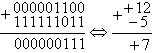 + 000001100 ⇔ + +12
111111011 −5
000000111 +7